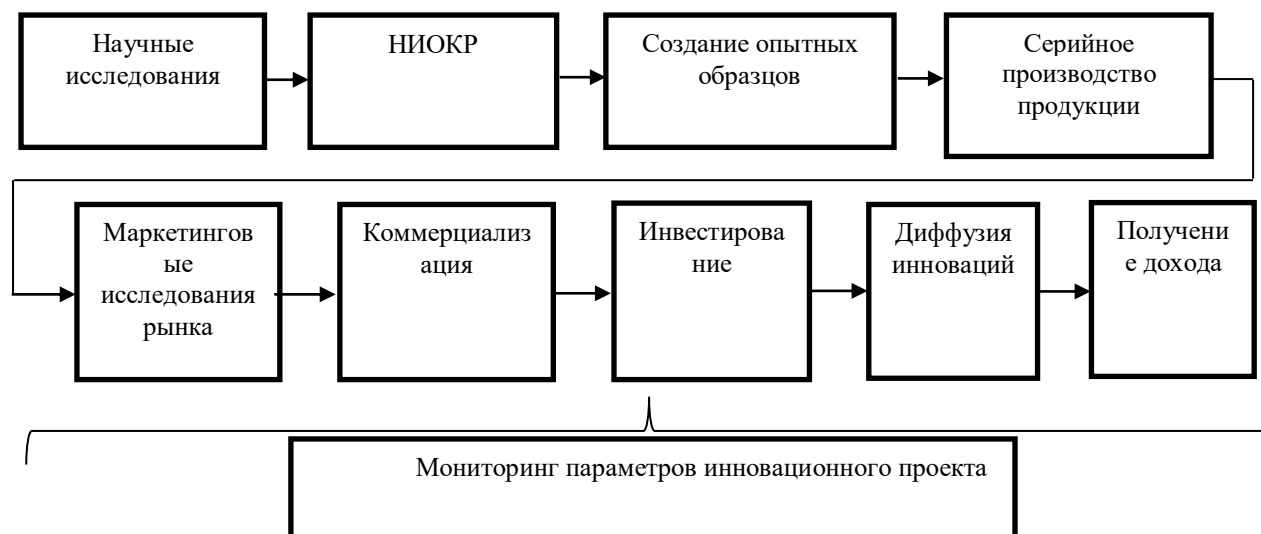 Научные
исследования
НИОКР
Создание опытных
образцов
Серийное
производство
продукции
Маркетингов
ые
исследования
рынка
Коммерциализ
ация
Инвестирова
ние
Диффузия
инноваций
Получени
е дохода
Мониторинг параметров инновационного проекта